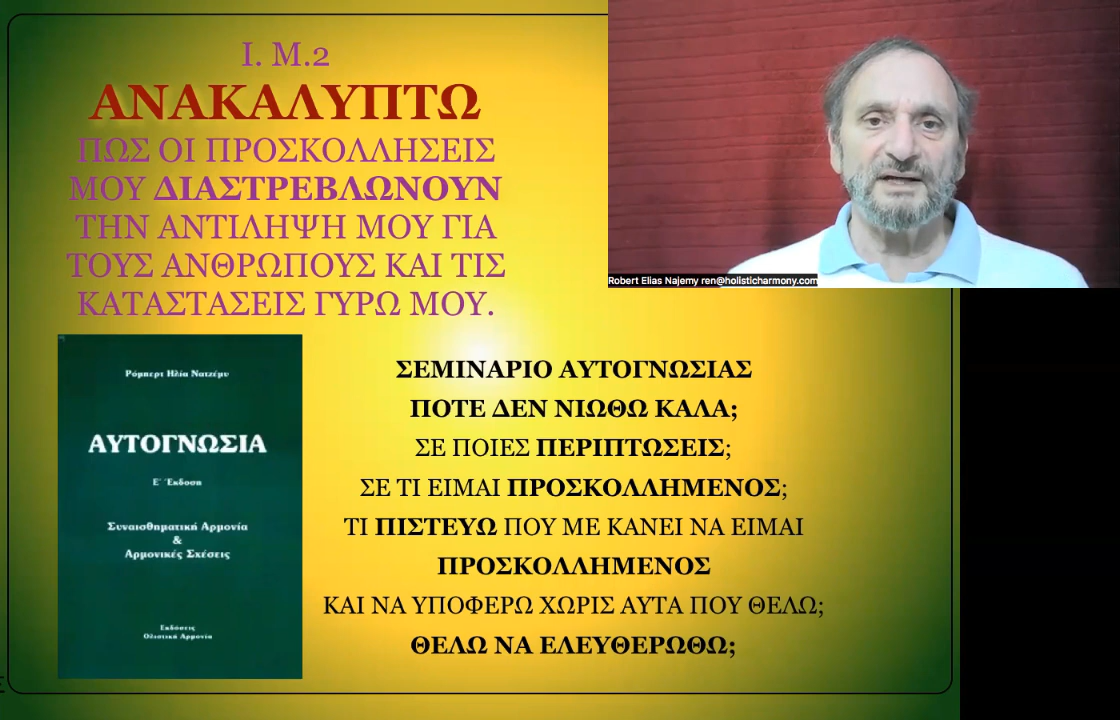 Ι. Μ.2
ΑΝΑΚΑΛΥΠΤΩ
ΠΩΣ ΟΙ ΠΡΟΣΚΟΛΛΗΣΕΙΣ
ΜΟΥ ΔΙΑΣΤΡΕΒΛΩΝΟΥΝ
ΤΗΝ ΑΝΤΙΛΗΨΗ ΜΟΥ ΓΙΑ
ΤΟΥΣ ΑΝΘΡΩΠΟΥΣ ΚΑΙ ΤΙΣ
ΚΑΤΑΣΤΑΣΕΙΣ ΓΥΡΩ ΜΟΥ.
Robert Elias Najemy ren@holisticharmony.com
Ρόμπερτ Ηλία Νατζέμυ
ΑΥΤΟΓΝΩΣΙΑ
Ε΄ Έκδοση
Συναισθηματική Αρμονία
&
Αρμονικές Σχέσεις
Εκδόσεις
Ολιστική Αρμονία
ΣΕΜΙΝΑΡΙΟ ΑΥΤΟΓΝΩΣΙΑΣ
ΠΟΤΕ ΔΕΝ ΝΙΩΘΩ ΚΑΛΑ;
ΣΕ ΠΟΙΕΣ ΠΕΡΙΠΤΩΣΕΙΣ;
ΣΕ ΤΙ ΕΙΜΑΙ ΠΡΟΣΚΟΛΛΗΜΕΝΟΣ;
ΤΙ ΠΙΣΤΕΥΩ ΠΟΥ ΜΕ ΚΑΝΕΙ ΝΑ ΕΙΜΑΙ
ΠΡΟΣΚΟΛΛΗΜΕΝΟΣ
ΚΑΙ ΝΑ ΥΠΟΦΕΡΩ ΧΩΡΙΣ ΑΥΤΑ ΠΟΥ ΘΕΛΩ;
ΘΕΛΩ ΝΑ ΕΛΕΥΘΕΡΩΘΩ;